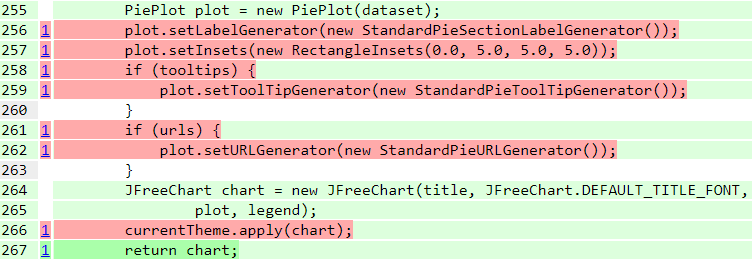 255 PiePlot plot = new PiePlot(dataset);
256 1 plot.setLabelGenerator(new StandardPieSectionLabelGenerator());
257 1 plot.setInsets(new RectangleInsets(0.0, 5.0, 5.0, 5.0));
258 1 if (tooltips) {
259 1 plot.setToolTipGenerator(new StandardPieToolTipGenerator());
260 }
261 1 if (urls) {
262 1 plot.setURLGenerator(new StandardPieURLGenerator());
263 }
264 JFreeChart chart = new JFreeChart(title, JFreeChart.DEFAULT_TITLE_FONT,
265 plot, legend);
266 1 currentTheme.apply(chart);
267 1 return chart;